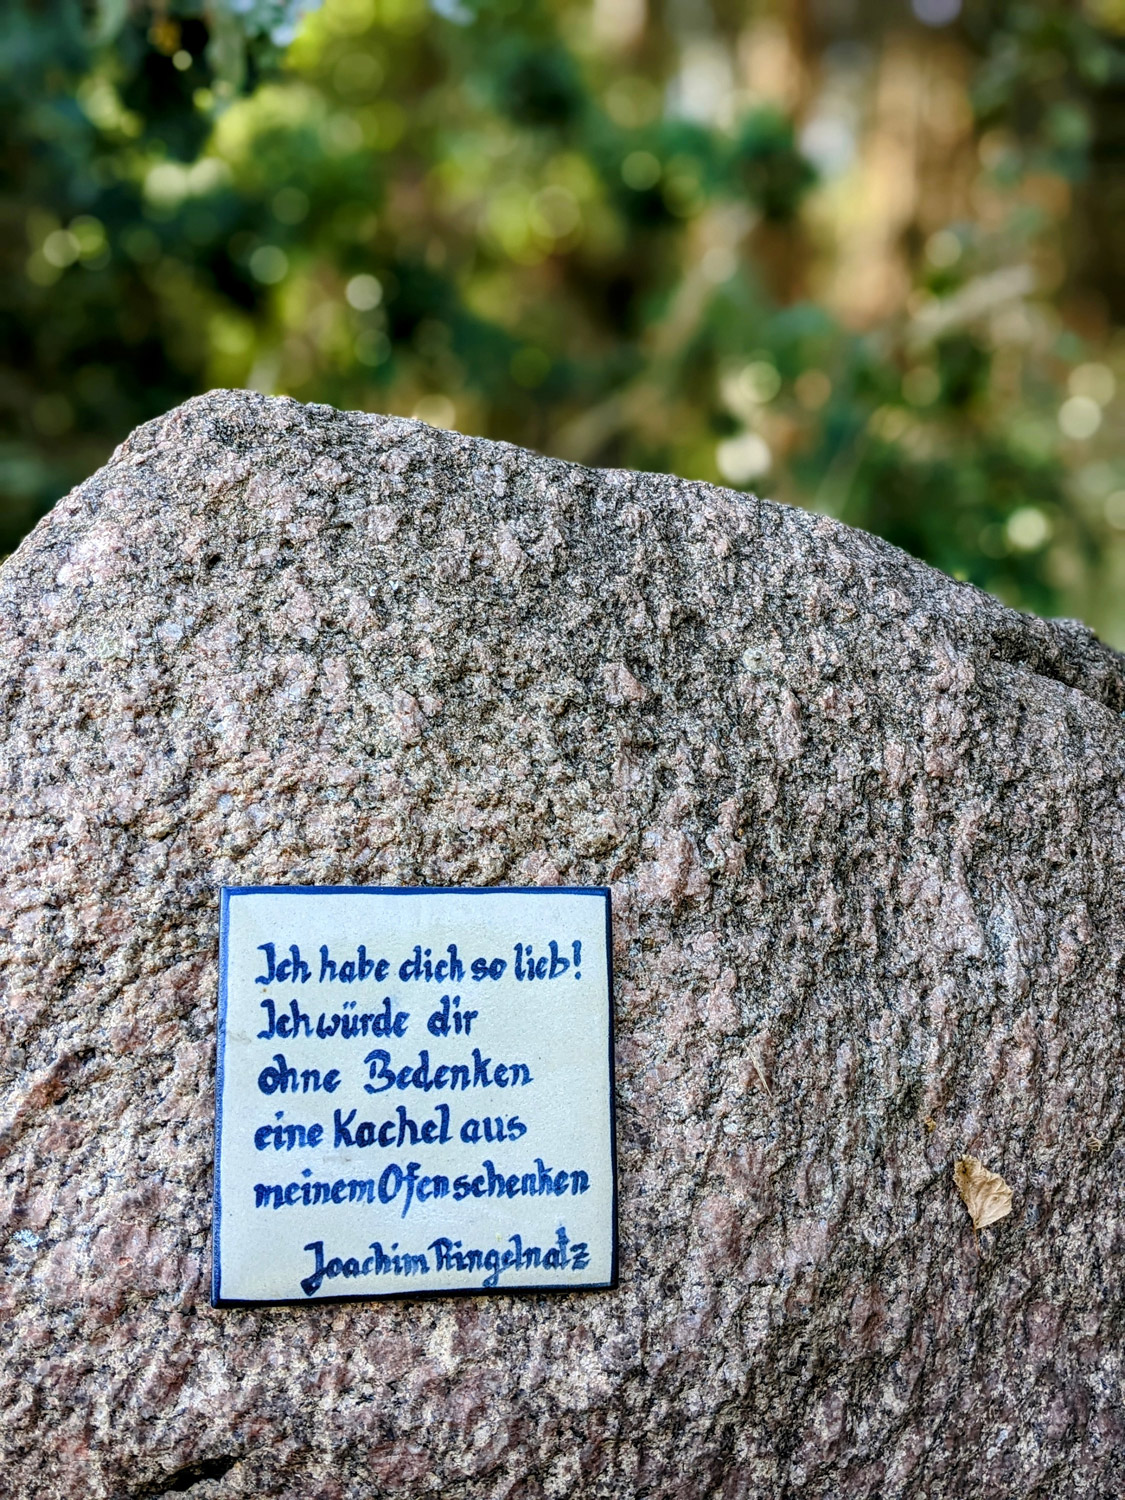 Ich habe dich so lieb!
Ich würde dir
ohne Bedenken
eine Kachel aus
meinem Ofen schenken
Joachim Ringelnatz